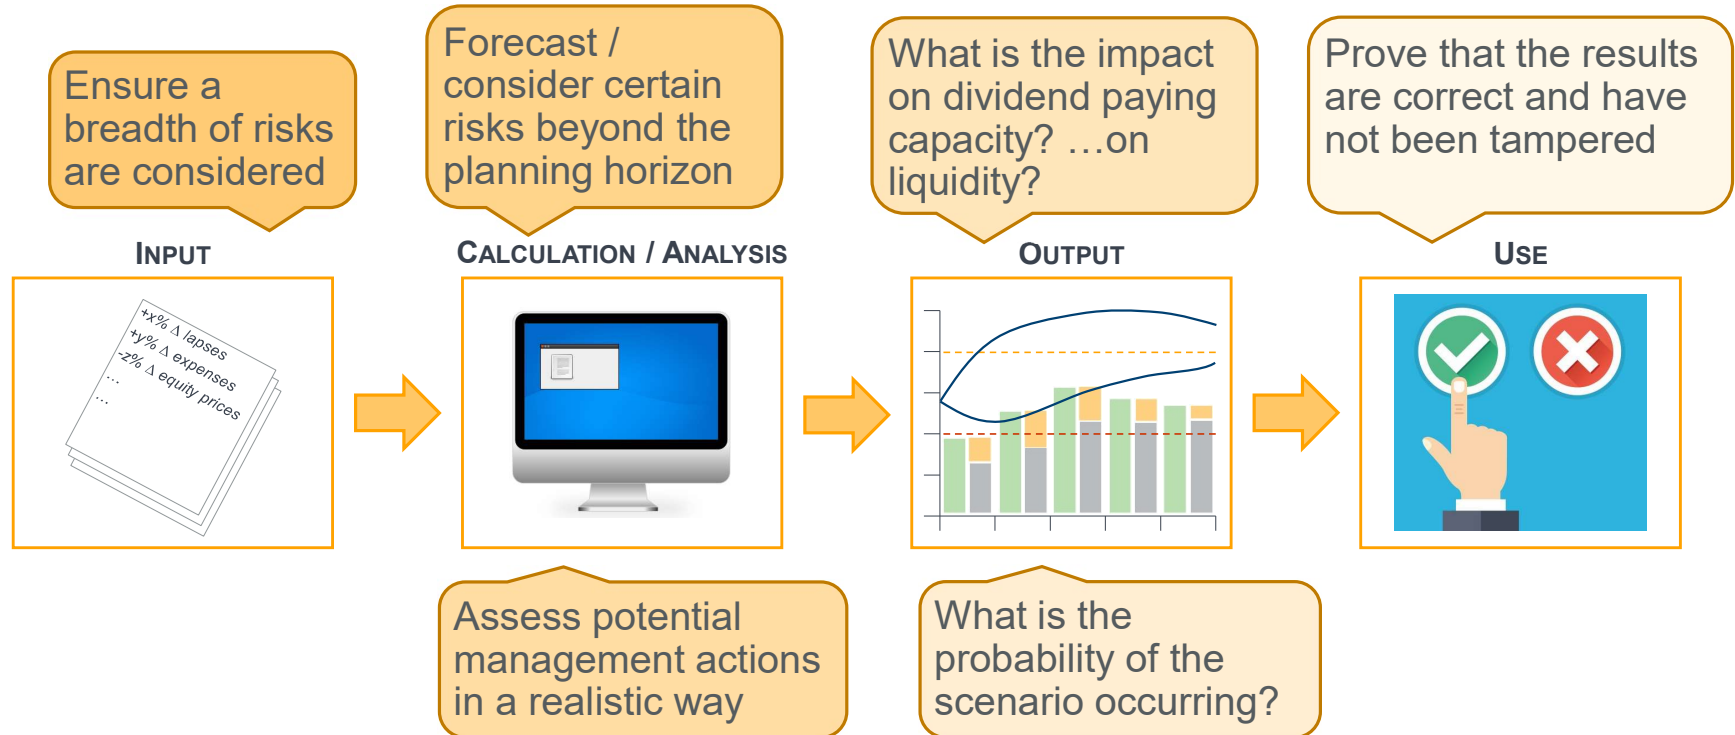 Ensure a
breadth of risks
are considered
Forecast /
consider certain
risks beyond the
planning horizon
What is the impact
on dividend paying
capacity? …on
liquidity?
Prove that the results
are correct and have
not been tampered
INPUT
CALCULATION / ANALYSIS
OUTPUT
USE
+x% Δ lapses
+y% Δ expenses
-z% Δ equity prices
…
…
Assess potential
management actions
in a realistic way
What is the
probability of the
scenario occurring?